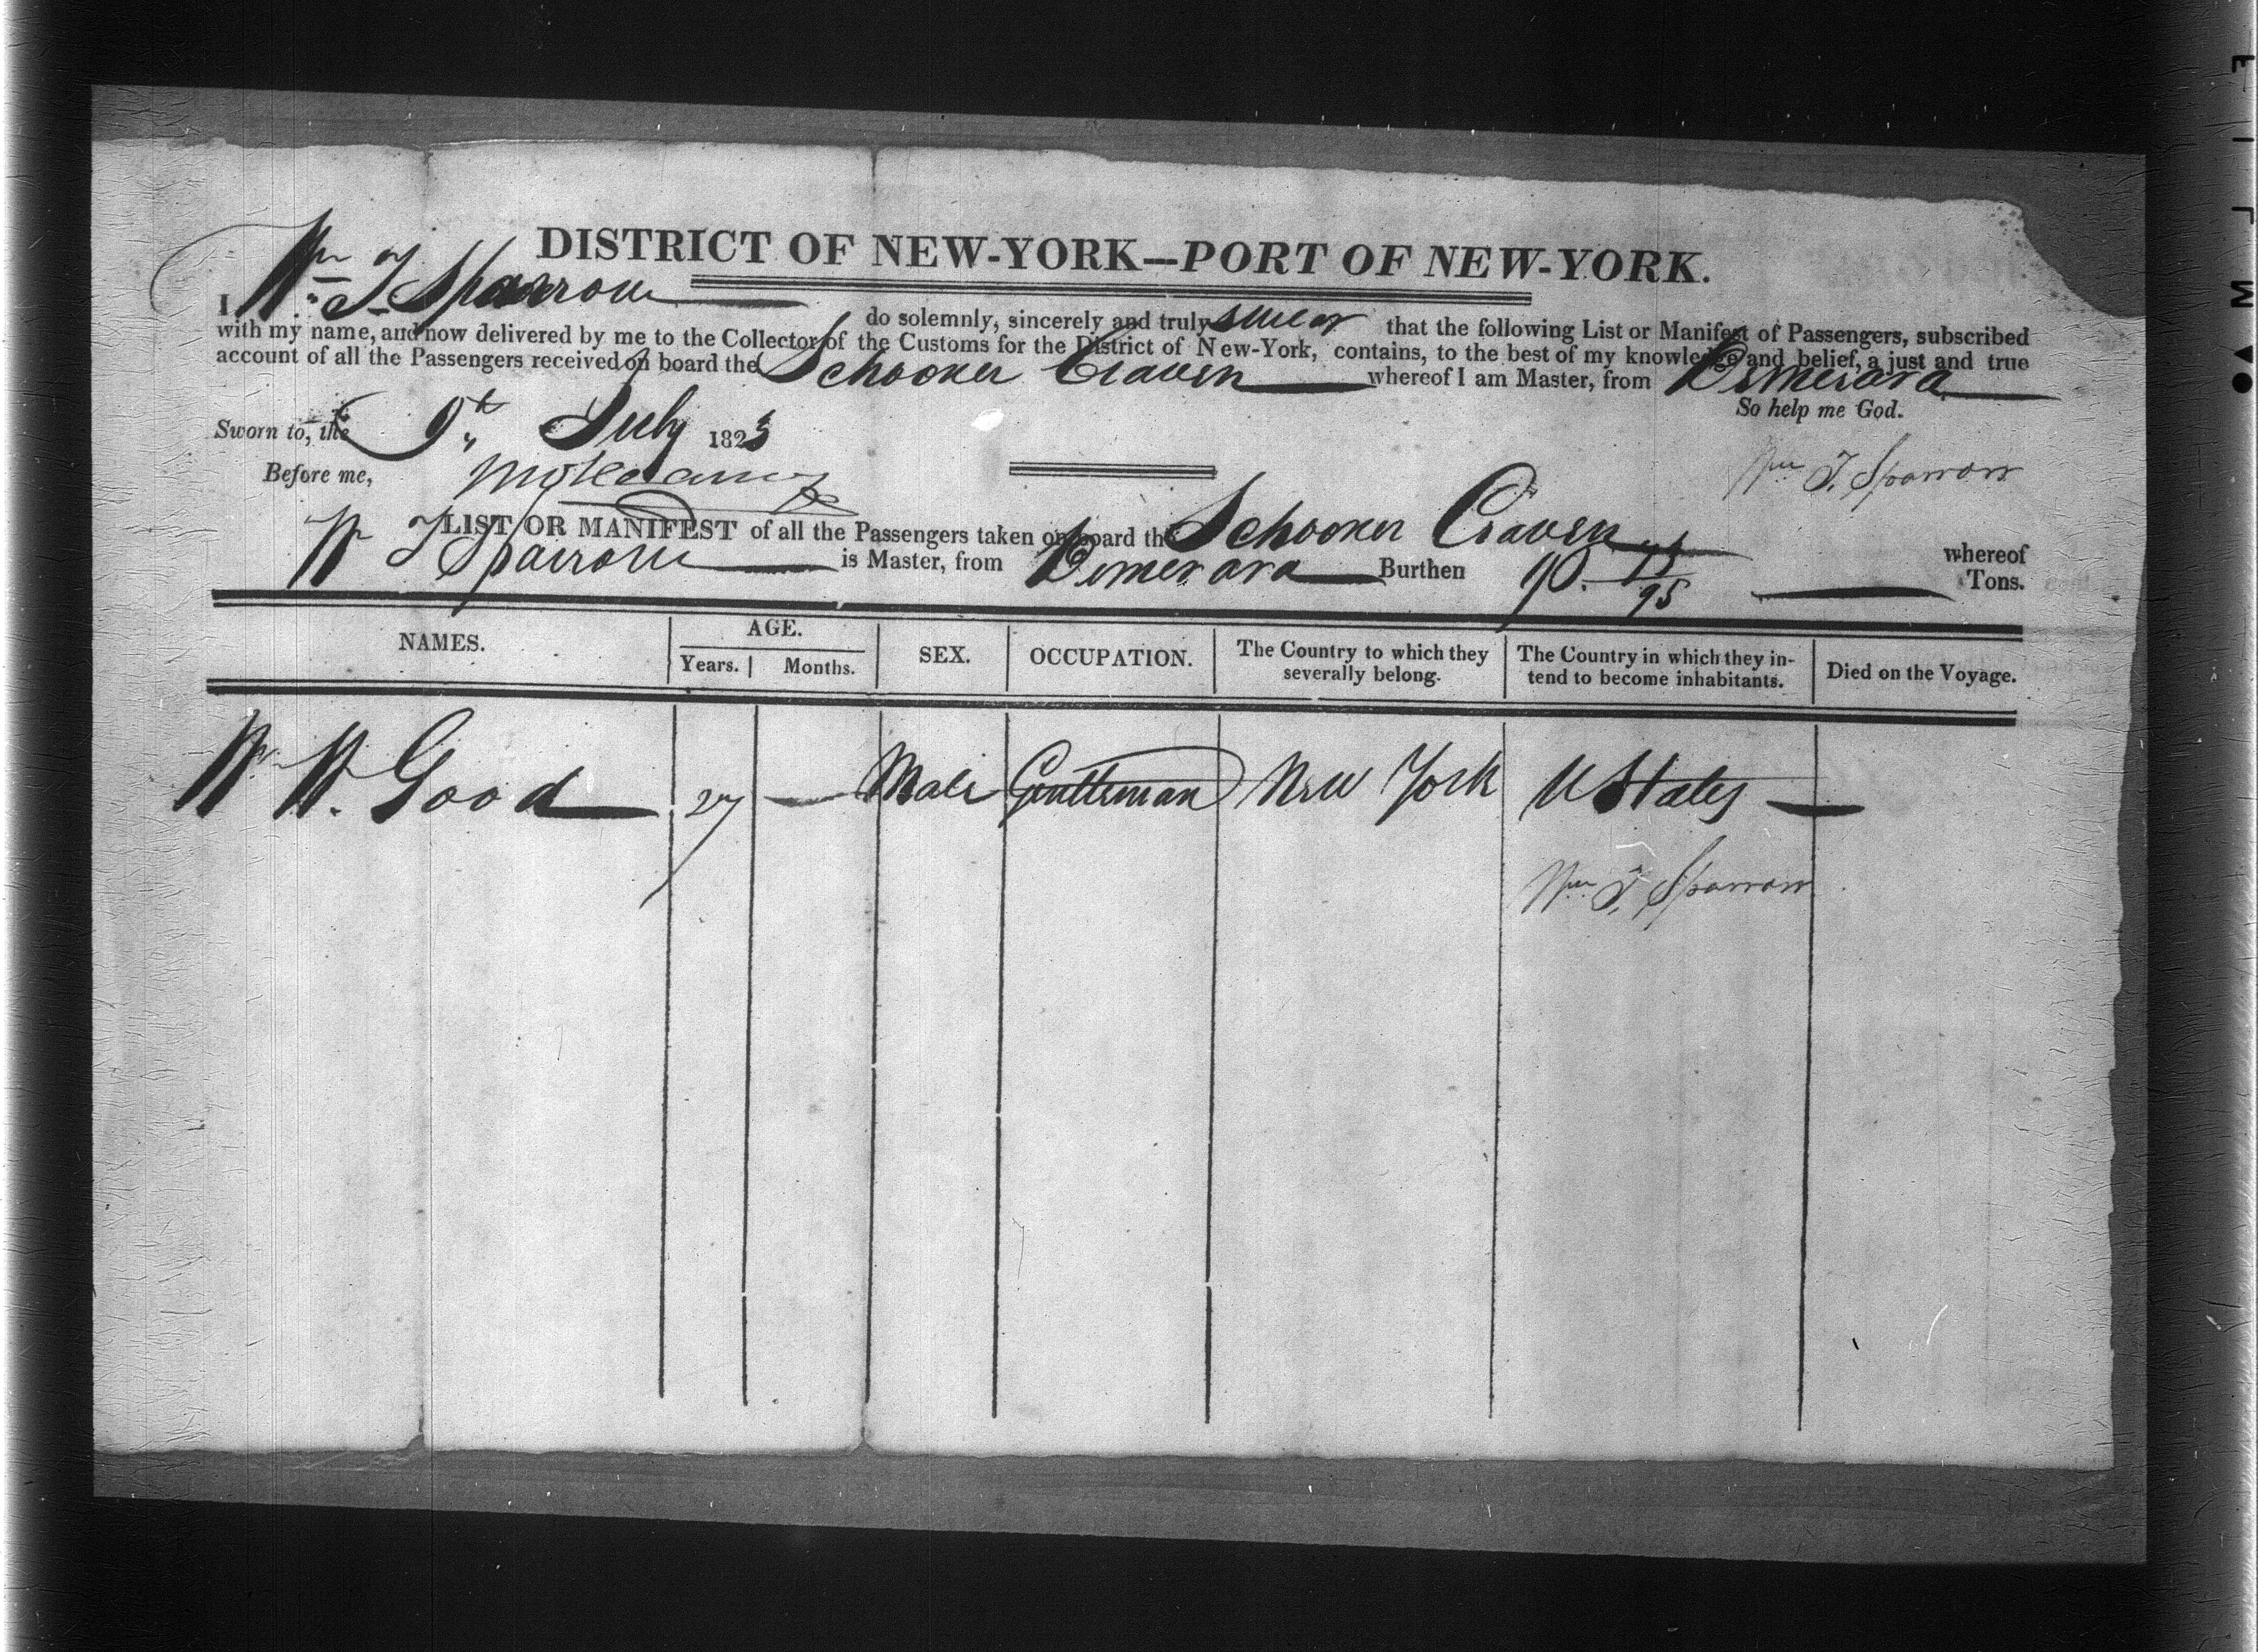 DISTRICT OF NEW-YORK—PORT OF NEW-YORK.
I Wm T. Sparrow do solemnly, sincerely and truly swear that the following List or Manifest of Passengers, subscribed
with my name, and now delivered by me to the Collector of the Customs for the District of New-York, contains, to the best of my knowledge and belief, a just and true
account of all the Passengers received on board the Schooner Craven whereof I am Master, from Demerara
So help me God.
Sworn to, the 9th July 1823
Before me,
Wm T. Sparrow
LIST OR MANIFEST of all the Passengers taken on board the Schooner Craven whereof
Wm T Sparrow is Master, from Demerara Burthen 90. /95 Tons.
NAMES. AGE. Years. Months. SEX. OCCUPATION. The Country to which they severally belong. The Country in which they intend to become inhabitants. Died on the Voyage.
Wm W. Good 27 — Male Gentleman New York U States —
Wm T. Sparrow
FILM